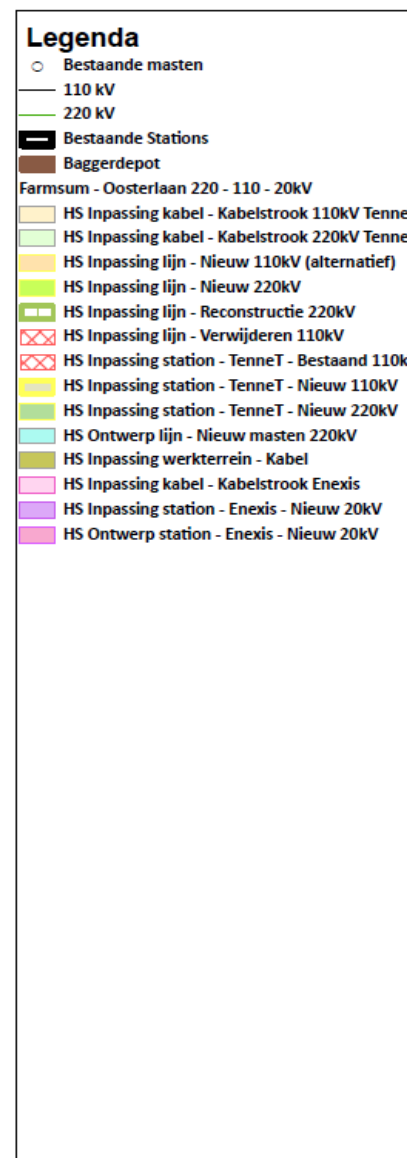 Legenda
Bestaande masten
110 kV
220 kV
Bestaande Stations
Baggerdepot
Farmsum - Oosterlaan 220 - 110 - 20kV
HS Inpassing kabel - Kabelstrook 110kV Tenne
HS Inpassing kabel - Kabelstrook 220kV Tenne
HS Inpassing lijn - Nieuw 110kV (alternatief)
HS Inpassing lijn - Nieuw 220kV
HS Inpassing lijn - Reconstructie 220kV
HS Inpassing lijn - Verwijderen 110kV
HS Inpassing station - TenneT - Bestaand 110k
HS Inpassing station - TenneT - Nieuw 110kV
HS Inpassing station - TenneT - Nieuw 220kV
HS Ontwerp lijn - Nieuw masten 220kV
HS Inpassing werkterrein - Kabel
HS Inpassing kabel - Kabelstrook Enexis
HS Inpassing station - Enexis - Nieuw 20kV
HS Ontwerp station - Enexis - Nieuw 20kV